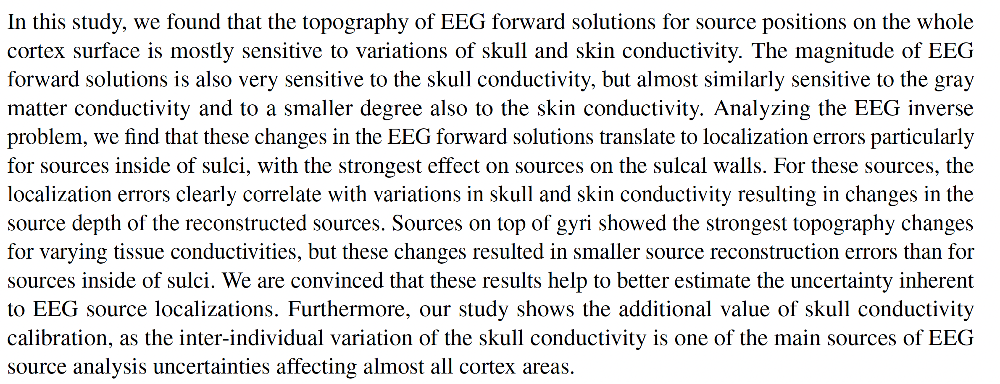 In this study, we found that the topography of EEG forward solutions for source positions on the whole
cortex surface is mostly sensitive to variations of skull and skin conductivity. The magnitude of EEG
forward solutions is also very sensitive to the skull conductivity, but almost similarly sensitive to the gray
matter conductivity and to a smaller degree also to the skin conductivity. Analyzing the EEG inverse
problem, we find that these changes in the EEG forward solutions translate to localization errors particularly
for sources inside of sulci, with the strongest effect on sources on the sulcal walls. For these sources, the
localization errors clearly correlate with variations in skull and skin conductivity resulting in changes in the
source depth of the reconstructed sources. Sources on top of gyri showed the strongest topography changes
for varying tissue conductivities, but these changes resulted in smaller source reconstruction errors than for
sources inside of sulci. We are convinced that these results help to better estimate the uncertainty inherent
to EEG source localizations. Furthermore, our study shows the additional value of skull conductivity
calibration, as the inter-individual variation of the skull conductivity is one of the main sources of EEG
source analysis uncertainties affecting almost all cortex areas.